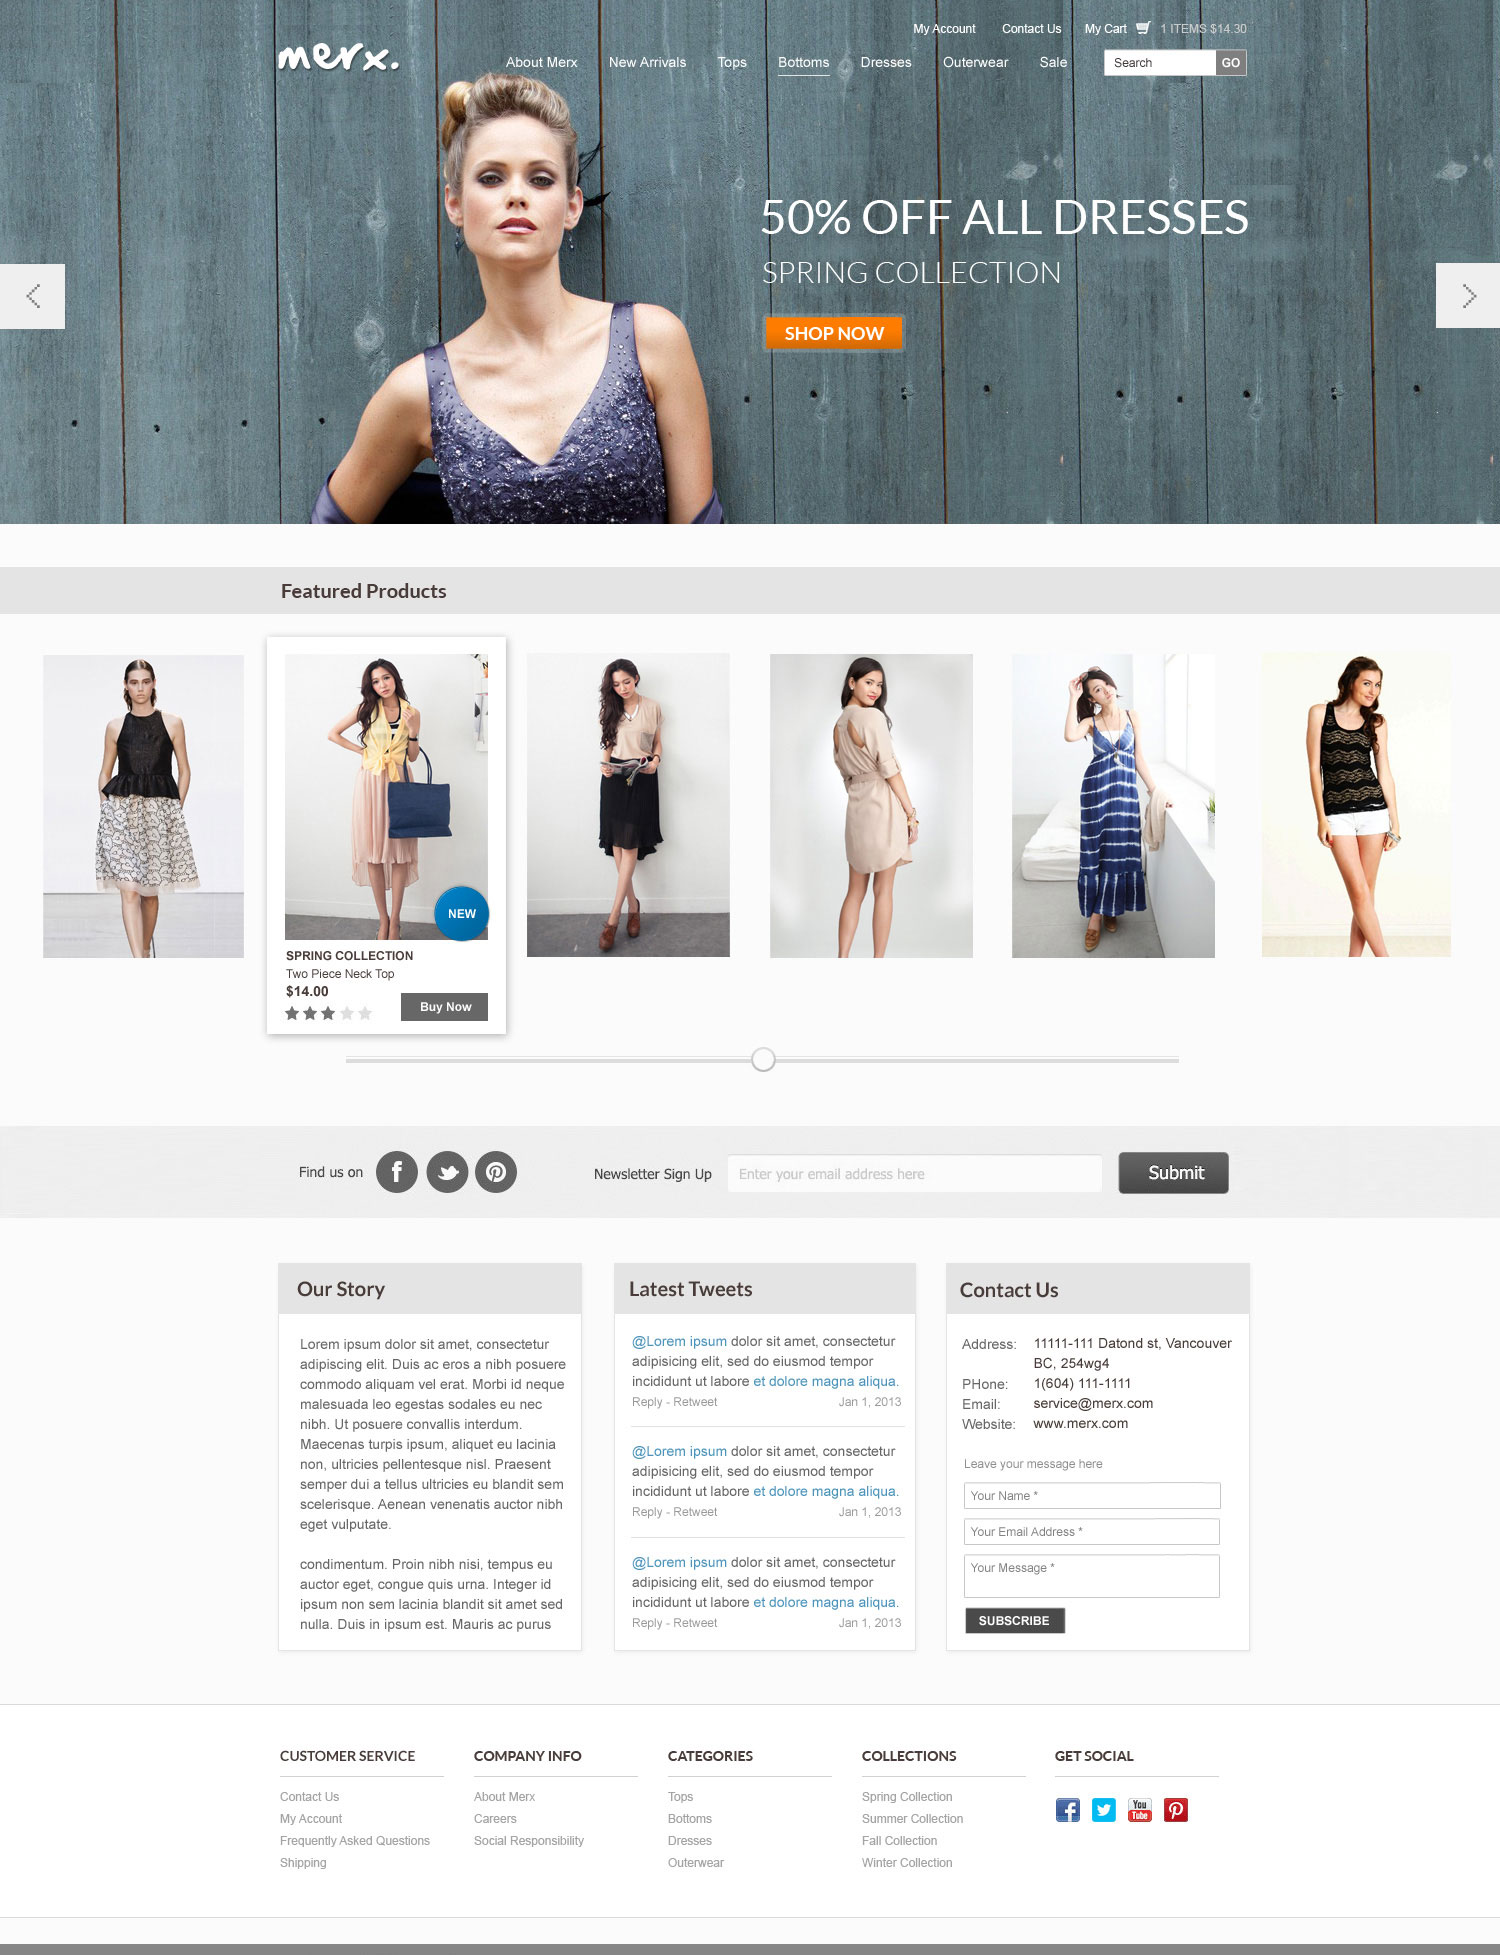 My Account Contact Us My Cart 1 ITEMS $14.30
merx.
About Merx New Arrivals Tops Bottoms Dresses Outerwear Sale Search GO
50% OFF ALL DRESSES
SPRING COLLECTION
SHOP NOW
Featured Products
NEW
SPRING COLLECTION
Two Piece Neck Top
$14.00
Buy Now
Find us on
f
Newsletter Sign Up
Enter your email address here
Submit
Our Story
Lorem ipsum dolor sit amet, consectetur
adipiscing elit. Duis ac eros a nibh posuere
commodo aliquam vel erat. Morbi id neque
malesuada leo egestas sodales eu nec
nibh. Ut posuere convallis interdum.
Maecenas turpis ipsum, aliquet eu lacinia
non, ultricies pellentesque nisl. Praesent
semper dui a tellus ultricies eu blandit sem
scelerisque. Aenean venenatis auctor nibh
eget vulputate.
condimentum. Proin nibh nisi, tempus eu
auctor eget, congue quis urna. Integer id
ipsum non sem lacinia blandit sit amet sed
nulla. Duis in ipsum est. Mauris ac purus
Latest Tweets
@Lorem ipsum dolor sit amet, consectetur
adipisicing elit, sed do eiusmod tempor
incididunt ut labore et dolore magna aliqua.
Reply - Retweet Jan 1, 2013
@Lorem ipsum dolor sit amet, consectetur
adipisicing elit, sed do eiusmod tempor
incididunt ut labore et dolore magna aliqua.
Reply - Retweet Jan 1, 2013
@Lorem ipsum dolor sit amet, consectetur
adipisicing elit, sed do eiusmod tempor
incididunt ut labore et dolore magna aliqua.
Reply - Retweet Jan 1, 2013
Contact Us
Address: 11111-111 Datond st, Vancouver
BC, 254wg4
PHone: 1(604) 111-1111
Email: service@merx.com
Website: www.merx.com
Leave your message here
Your Name *
Your Email Address *
Your Message *
SUBSCRIBE
CUSTOMER SERVICE
Contact Us
My Account
Frequently Asked Questions
Shipping
COMPANY INFO
About Merx
Careers
Social Responsibility
CATEGORIES
Tops
Bottoms
Dresses
Outerwear
COLLECTIONS
Spring Collection
Summer Collection
Fall Collection
Winter Collection
GET SOCIAL
f
You
Tube